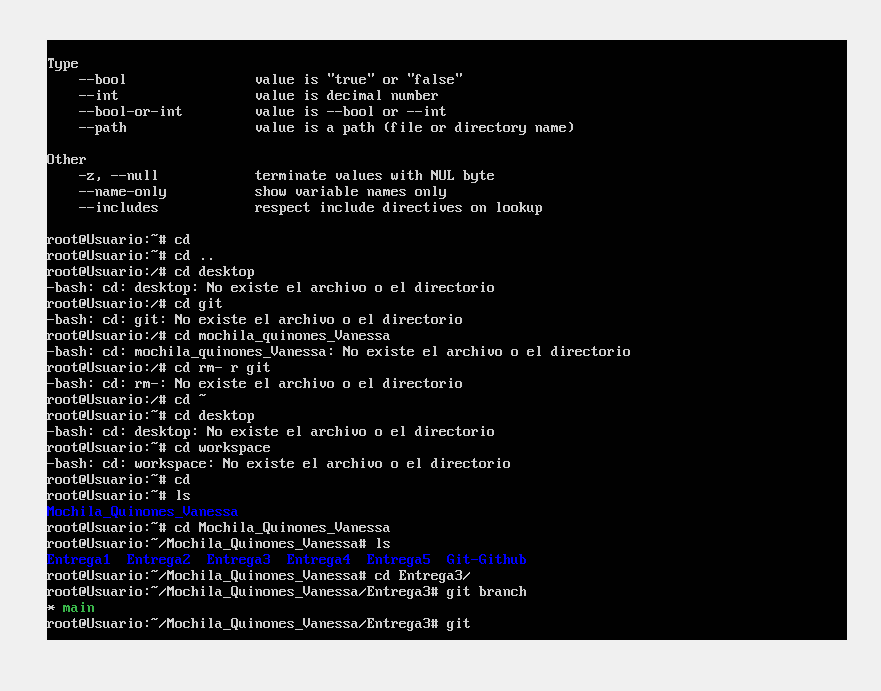 Type
    --bool                value is "true" or "false"
    --int                 value is decimal number
    --bool-or-int         value is --bool or --int
    --path                value is a path (file or directory name)

Other
    -z, --null            terminate values with NUL byte
    --name-only           show variable names only
    --includes            respect include directives on lookup

root@Usuario:~# cd
root@Usuario:~# cd ..
root@Usuario:/# cd desktop
-bash: cd: desktop: No existe el archivo o el directorio
root@Usuario:/# cd git
-bash: cd: git: No existe el archivo o el directorio
root@Usuario:/# cd mochila_quinones_Vanessa
-bash: cd: mochila_quinones_Vanessa: No existe el archivo o el directorio
root@Usuario:/# cd rm- r git
-bash: cd: rm-: No existe el archivo o el directorio
root@Usuario:/# cd ~
root@Usuario:~# cd desktop
-bash: cd: desktop: No existe el archivo o el directorio
root@Usuario:~# cd workspace
-bash: cd: workspace: No existe el archivo o el directorio
root@Usuario:~# cd
root@Usuario:~# ls
Mochila_Quinones_Vanessa
root@Usuario:~# cd Mochila_Quinones_Vanessa
root@Usuario:~/Mochila_Quinones_Vanessa# ls
Entrega1  Entrega2  Entrega3  Entrega4  Entrega5  Git-Github
root@Usuario:~/Mochila_Quinones_Vanessa# cd Entrega3/
root@Usuario:~/Mochila_Quinones_Vanessa/Entrega3# git branch
* main
root@Usuario:~/Mochila_Quinones_Vanessa/Entrega3# git